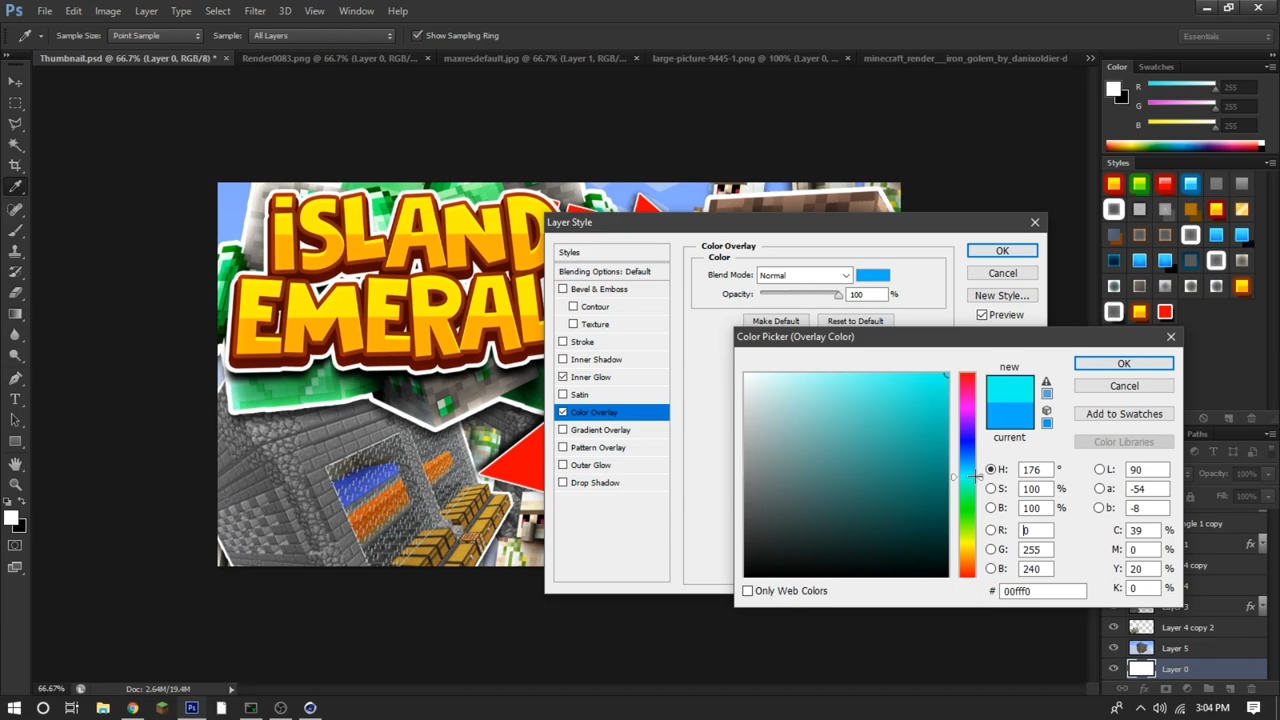 Ps File Edit Image Layer Type Select Filter 3D View Window Help
Sample Size: Point Sample Sample: All Layers Show Sampling Ring Essentials
Thumbnail.psd @ 66.7% (Layer 0, RGB/8) * × Render0083.png @ 66.7% (Layer 0, RGB/... × maxresdefault.jpg @ 66.7% (Layer 1, RGB/... × large-picture-9445-1.png @ 100% (Layer 0, ... × minecraft_render__iron_golem_by_danixoldier-d
Color Swatches
R 255
G 255
B 255
Styles
iSLAND
EMERAL
Layer Style
Styles
Blending Options: Default
Bevel & Emboss
Contour
Texture
Stroke
Inner Shadow
Inner Glow
Satin
Color Overlay
Gradient Overlay
Pattern Overlay
Outer Glow
Drop Shadow
Color Overlay
Color
Blend Mode: Normal
Opacity: 100 %
Make Default Reset to Default
OK
Cancel
New Style...
Preview
Color Picker (Overlay Color)
new
current
OK
Cancel
Add to Swatches
Color Libraries
H: 176 °
S: 100 %
B: 100 %
R: 0
G: 255
B: 240
# 00fff0
L: 90
a: -54
b: -8
C: 39 %
M: 0 %
Y: 20 %
K: 0 %
Only Web Colors
Paths
Opacity: 100%
Fill: 100%
ngle 1 copy
1 fx
Layer 3 fx
Layer 4 copy 2
Layer 5
Layer 0
66.67% Doc: 2.64M/19.4M
3:04 PM